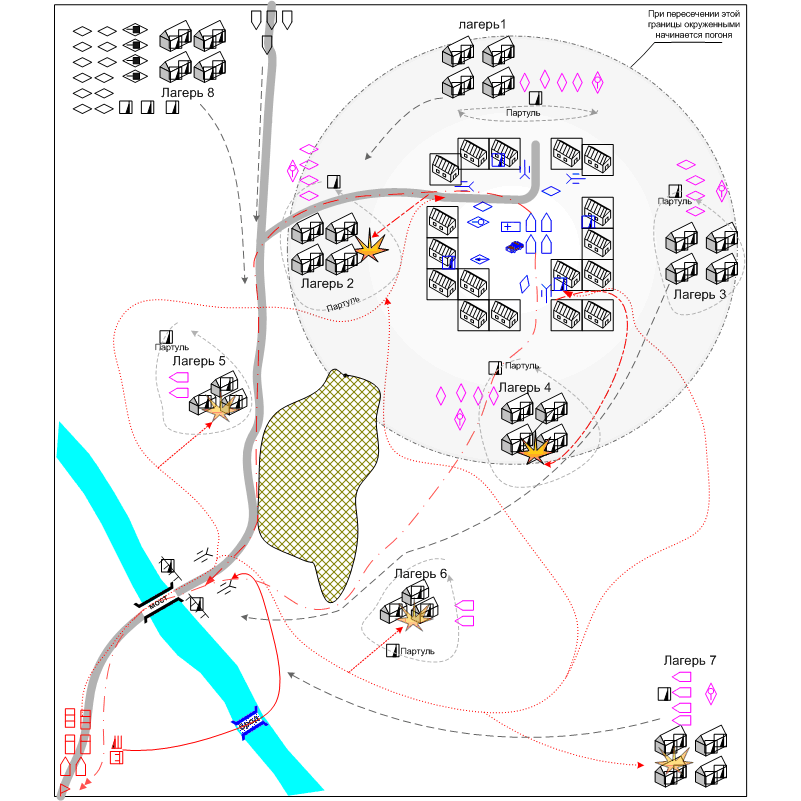 При пересечении этой
границы окруженными
начинается погоня
лагерь1
Лагерь 8
Партуль
Партуль
Лагерь 2
Партуль
Лагерь 3
Партуль
Лагерь 5
Партуль
Лагерь 4
Лагерь 6
Партуль
МОСТ
Лагерь 7